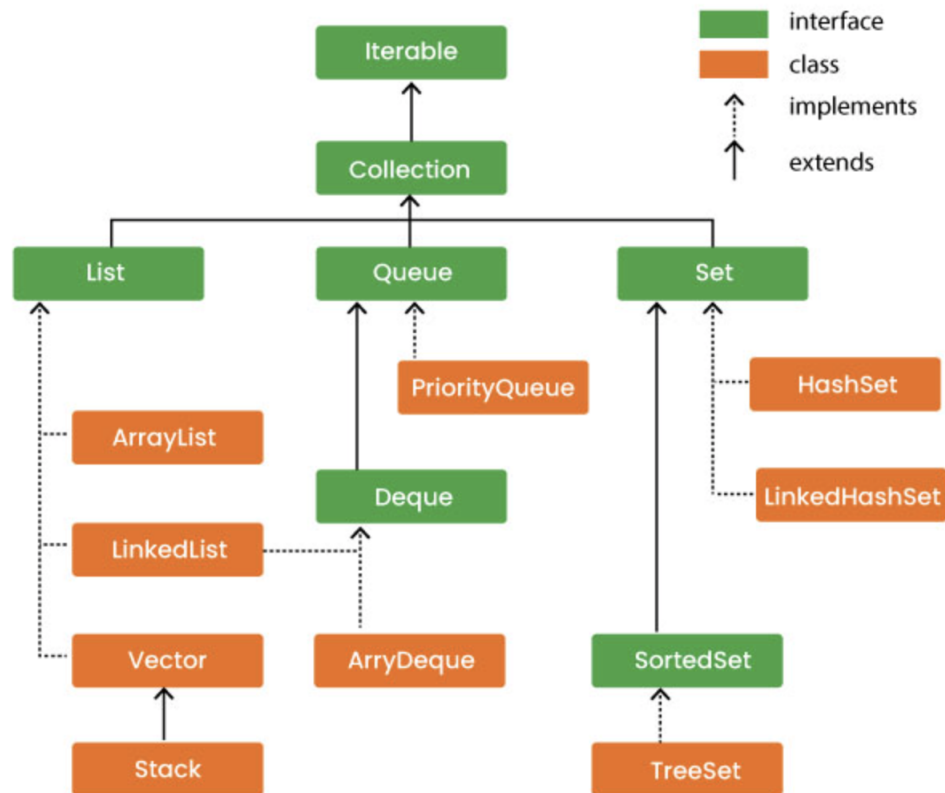 Iterable
interface
class
implements
extends
Collection
List
Queue
Set
PriorityQueue
HashSet
ArrayList
Deque
LinkedHashSet
LinkedList
Vector
ArryDeque
SortedSet
Stack
TreeSet